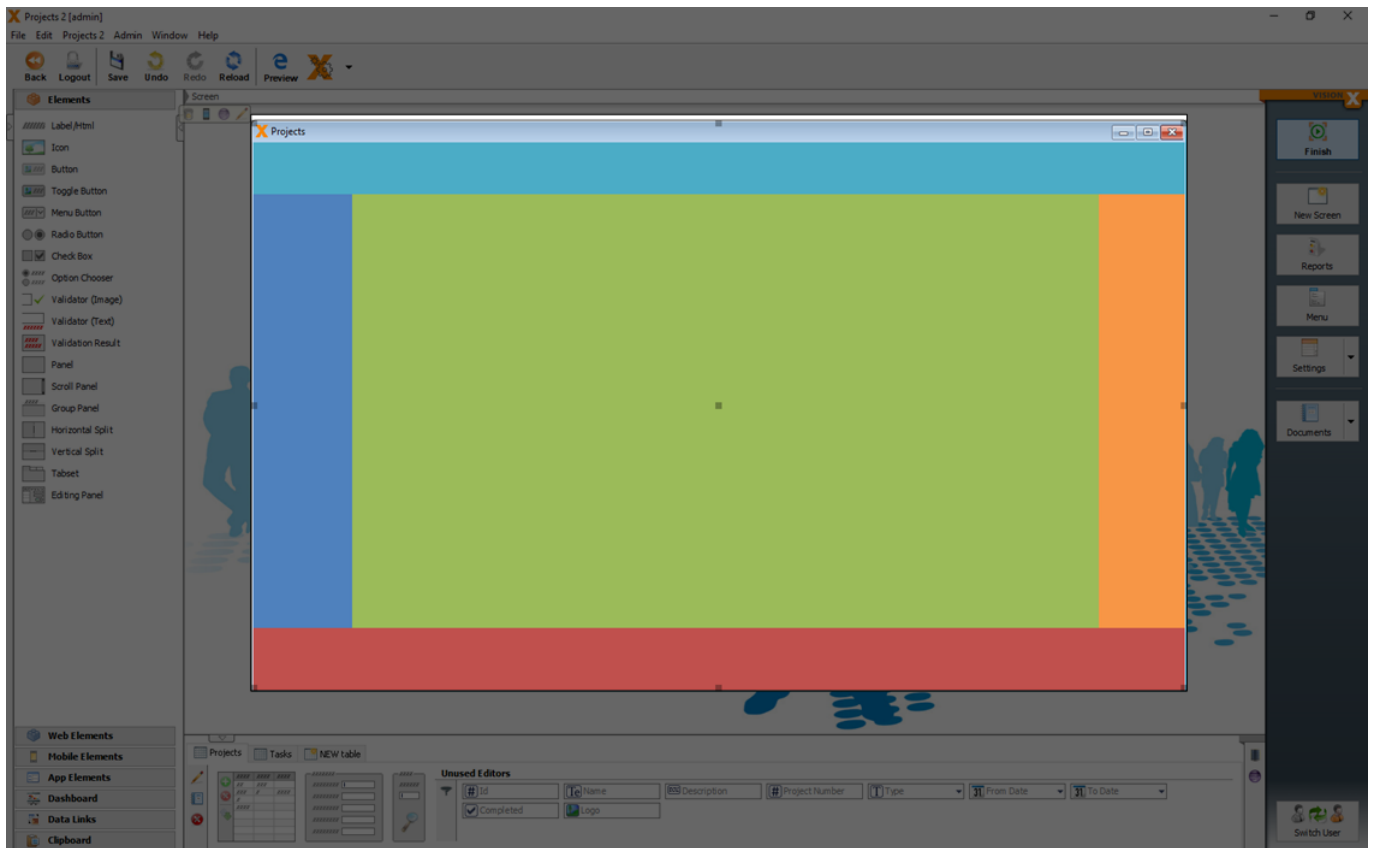 Projects 2 [admin]
File Edit Projects 2 Admin Window Help
Back Logout Save Undo Redo Reload Preview
Elements
Label/Html
Icon
Button
Toggle Button
Menu Button
Radio Button
Check Box
Option Chooser
Validator (Image)
Validator (Text)
Validation Result
Panel
Scroll Panel
Group Panel
Horizontal Split
Vertical Split
Tabset
Editing Panel
Web Elements
Mobile Elements
App Elements
Dashboard
Data Links
Clipboard
Screen
Projects
Projects Tasks NEW table
Unused Editors
# Id Te Name Description # Project Number T Type 31 From Date 31 To Date
Completed Logo
VISION X
Finish
New Screen
Reports
Menu
Settings
Documents
Switch User